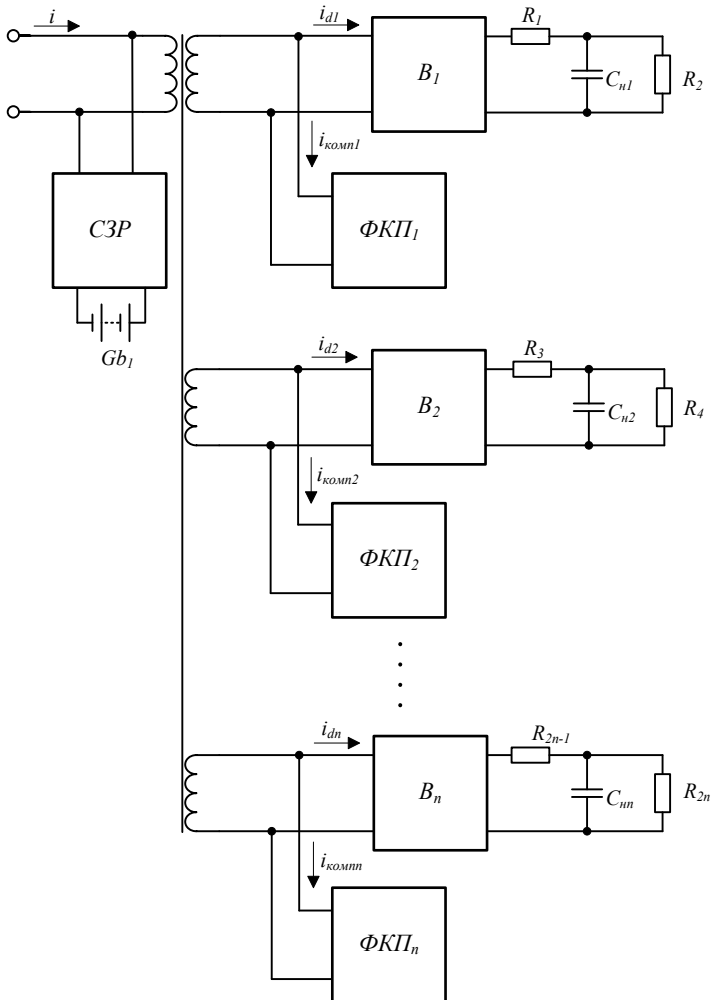 i
i_d1
R_1
B_1
C_н1
R_2
i_комп1
СЗР
ФКП_1
Gb_1
i_d2
R_3
B_2
C_н2
R_4
i_комп2
ФКП_2
i_dn
R_2n-1
B_n
C_нn
R_2n
i_компn
ФКП_n